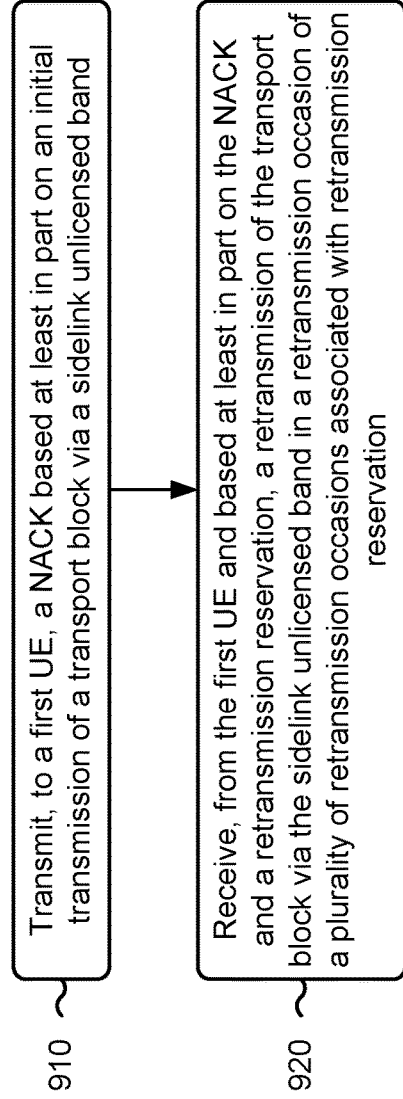 910
Transmit, to a first UE, a NACK based at least in part on an initial
transmission of a transport block via a sidelink unlicensed band
920
Receive, from the first UE and based at least in part on the NACK
and a retransmission reservation, a retransmission of the transport
block via the sidelink unlicensed band in a retransmission occasion of
a plurality of retransmission occasions associated with retransmission
reservation